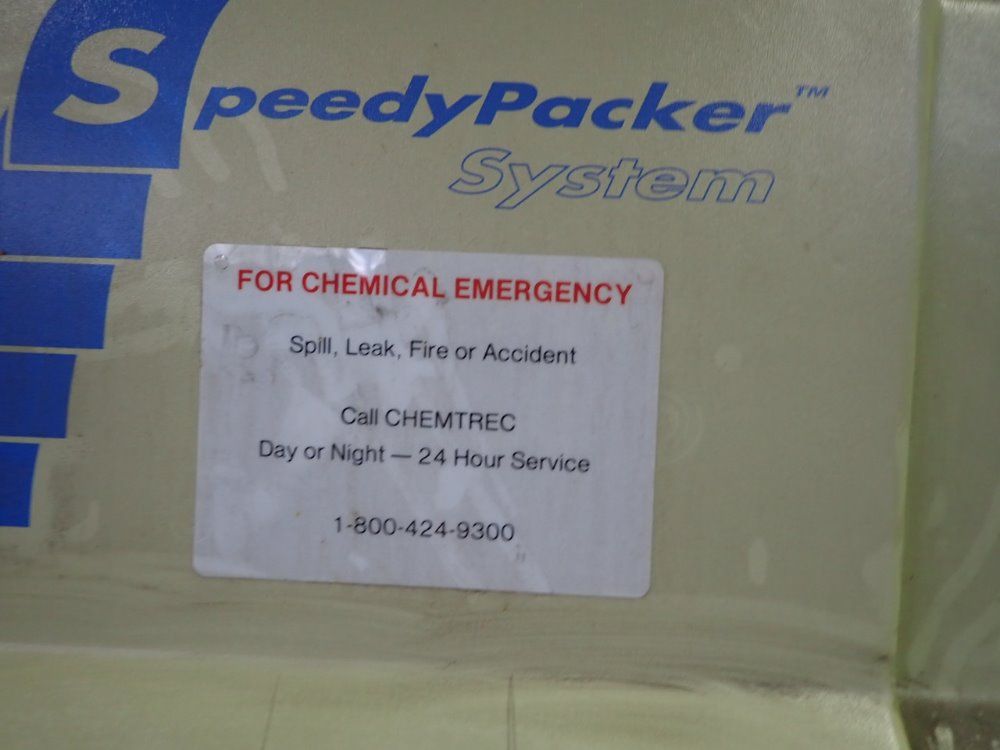 SpeedyPacker™
System
FOR CHEMICAL EMERGENCY
Spill, Leak, Fire or Accident
Call CHEMTREC
Day or Night — 24 Hour Service
1-800-424-9300